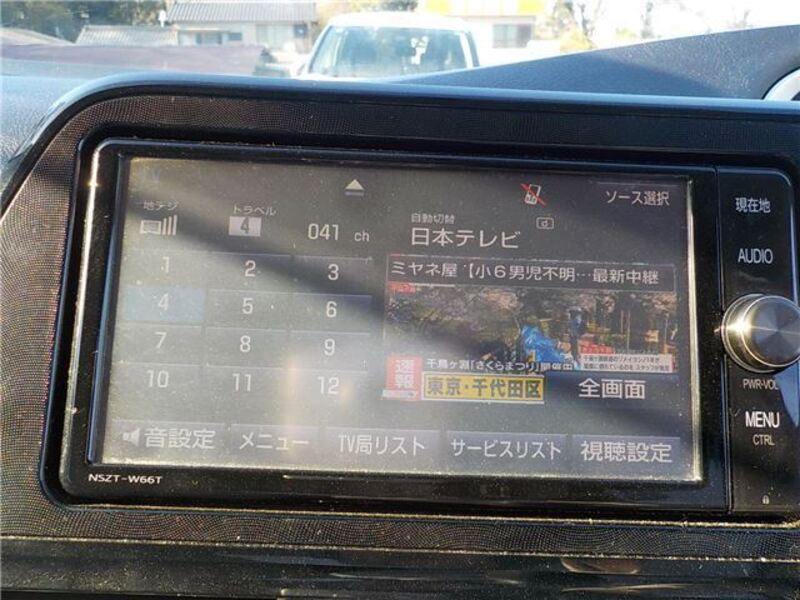 地デジ
トラベル
4
041 ch
自動切替
日本テレビ
ソース選択
現在地
AUDIO
PWR-VOL
MENU
CTRL
1 2 3
4 5 6
7 8 9
10 11 12
ミヤネ屋【小6男児不明…最新中継
速報
千鳥ヶ淵「さくらまつり」開催中
東京・千代田区
全画面
音設定
メニュー
TV局リスト
サービスリスト
視聴設定
NSZT-W66T